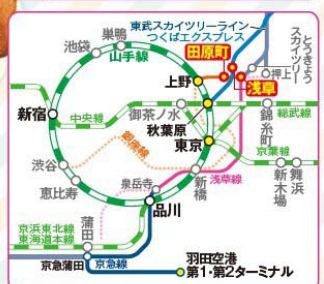 東武スカイツリーライン
つくばエクスプレス
とうきょう
スカイツリー
巣鴨
池袋
山手線
田原町
上野
押上
浅草
新宿
中央線
御茶ノ水
秋葉原
錦糸町
総武線
東京
銀座線
京葉線
渋谷
恵比寿
泉岳寺
新橋
浅草線
新木場
舞浜
品川
京浜東北線
東海道本線
蒲田
京急蒲田
京急線
羽田空港
第1・第2ターミナル